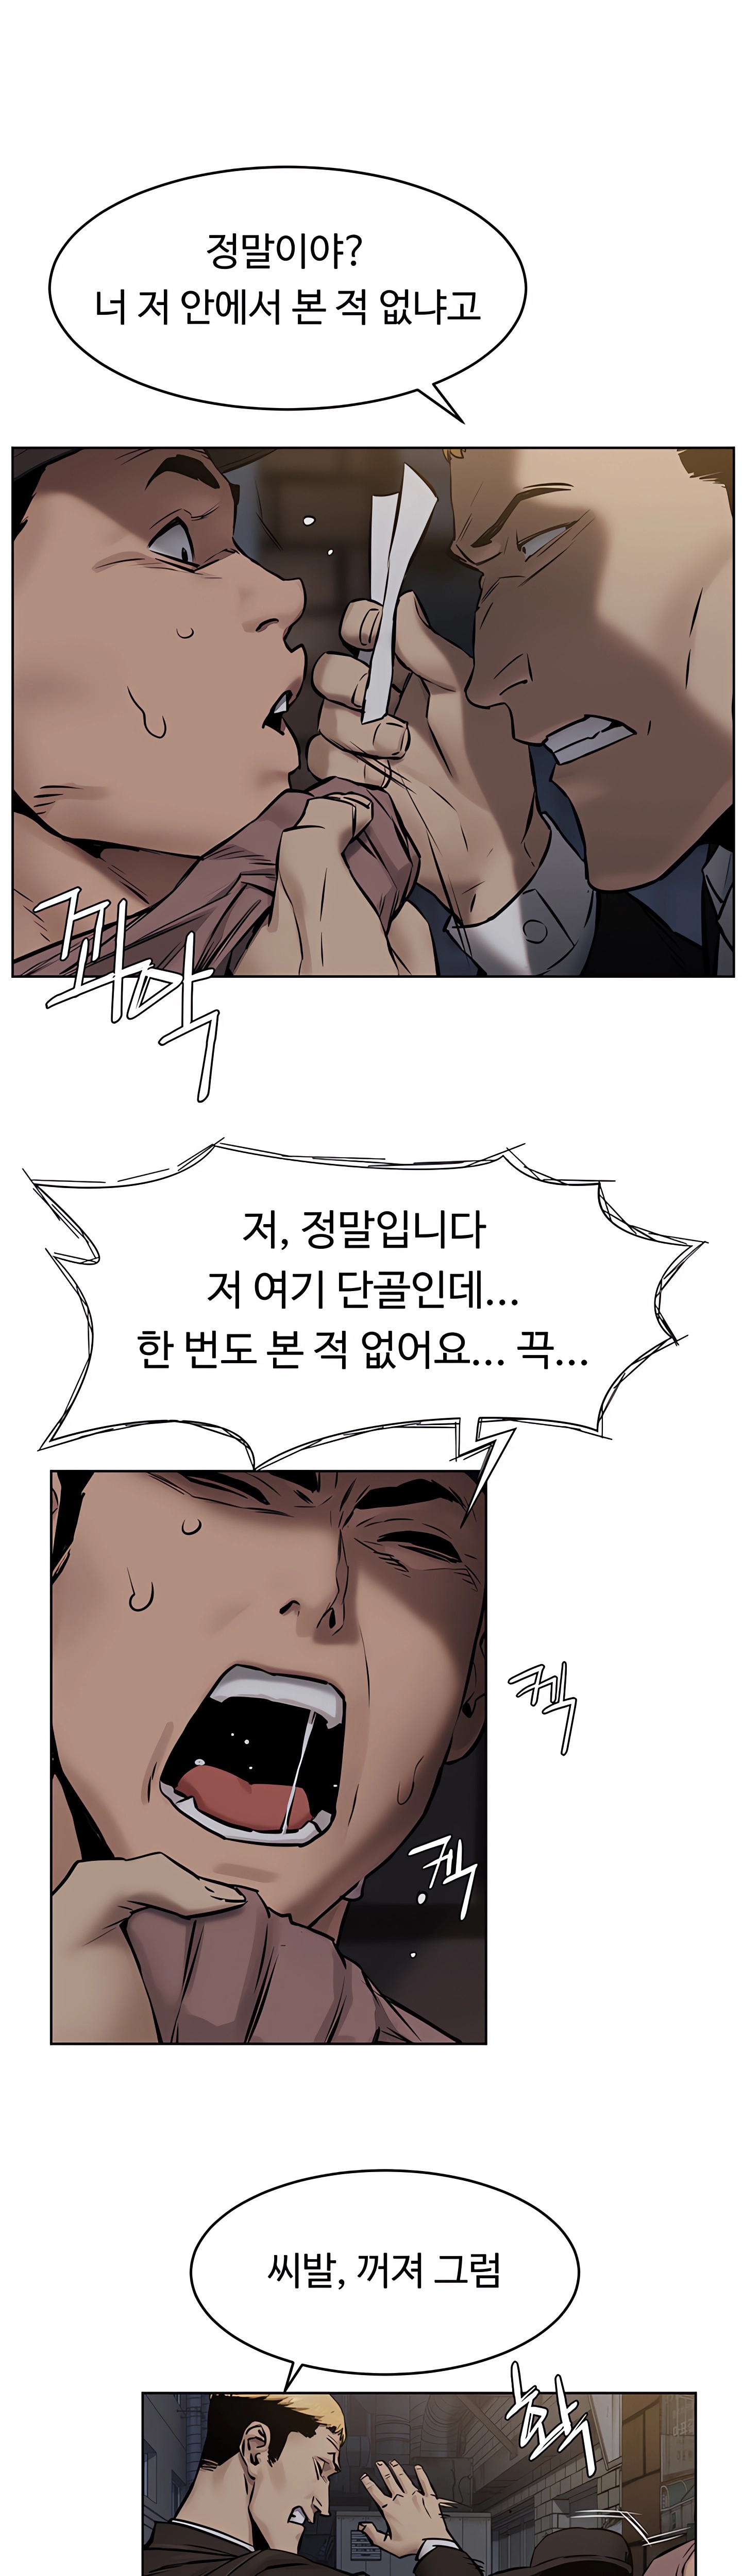 정말이야?
너 저 안에서 본 적 없냐고
꽈악
저, 정말입니다
저 여기 단골인데...
한 번도 본 적 없어요... 끅...
켁
켁
씨발, 꺼져 그럼
확